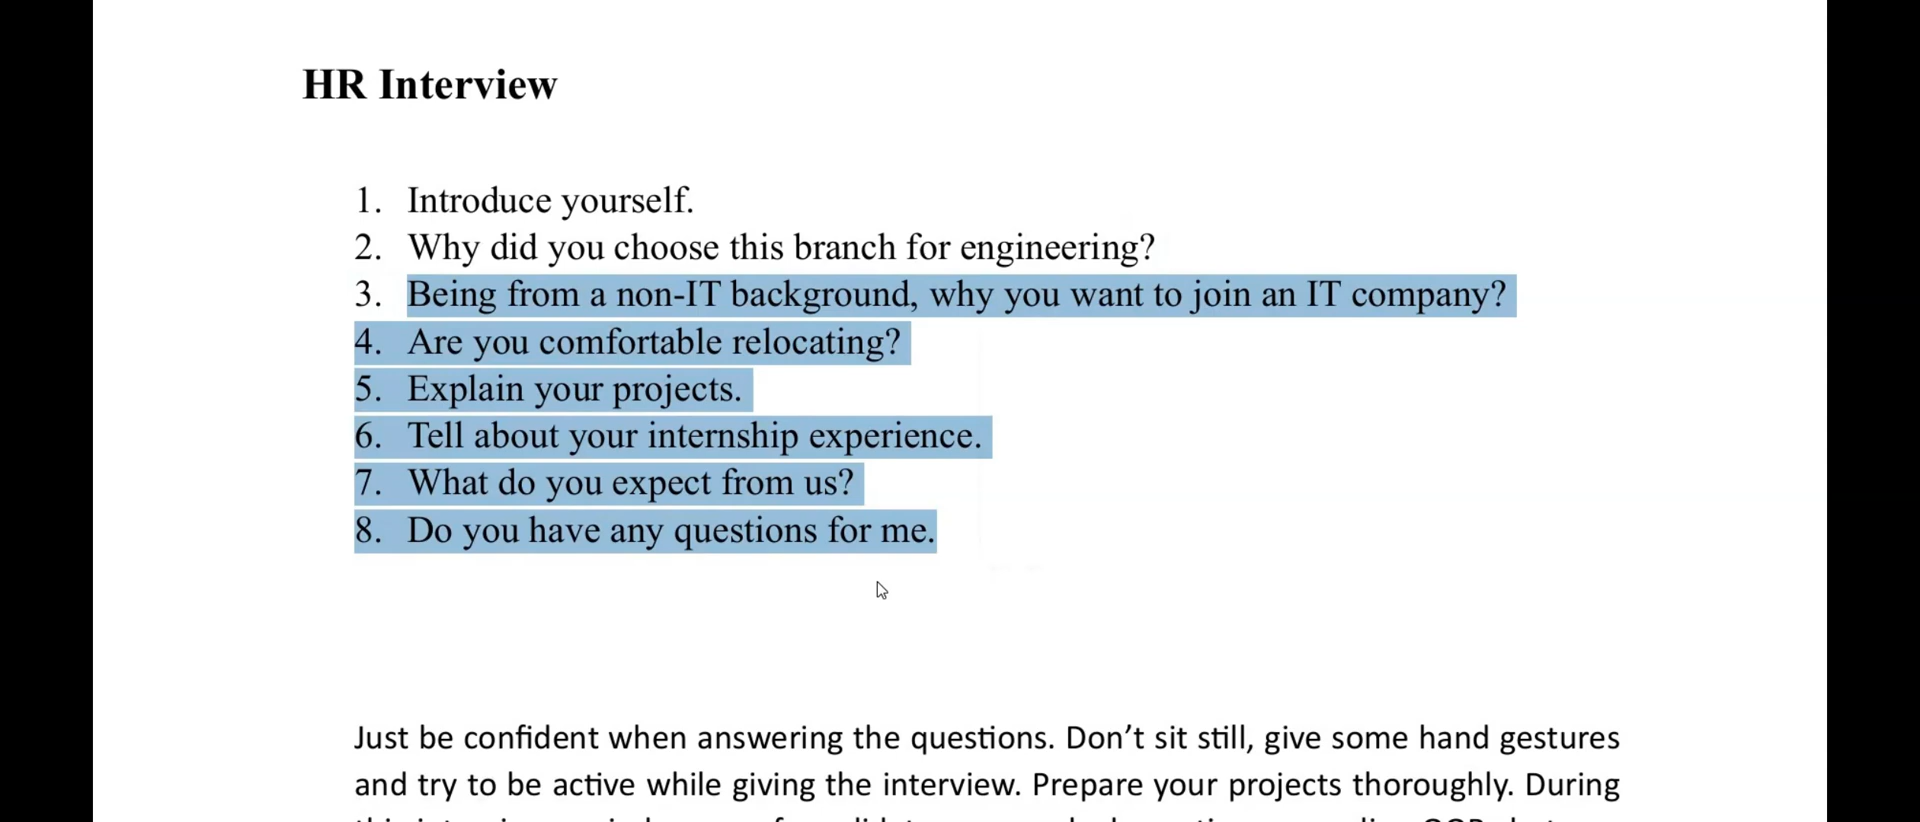 HR Interview
1. Introduce yourself.
2. Why did you choose this branch for engineering?
3. Being from a non-IT background, why you want to join an IT company?
4. Are you comfortable relocating?
5. Explain your projects.
6. Tell about your internship experience.
7. What do you expect from us?
8. Do you have any questions for me.
Just be confident when answering the questions. Don’t sit still, give some hand gestures
and try to be active while giving the interview. Prepare your projects thoroughly. During